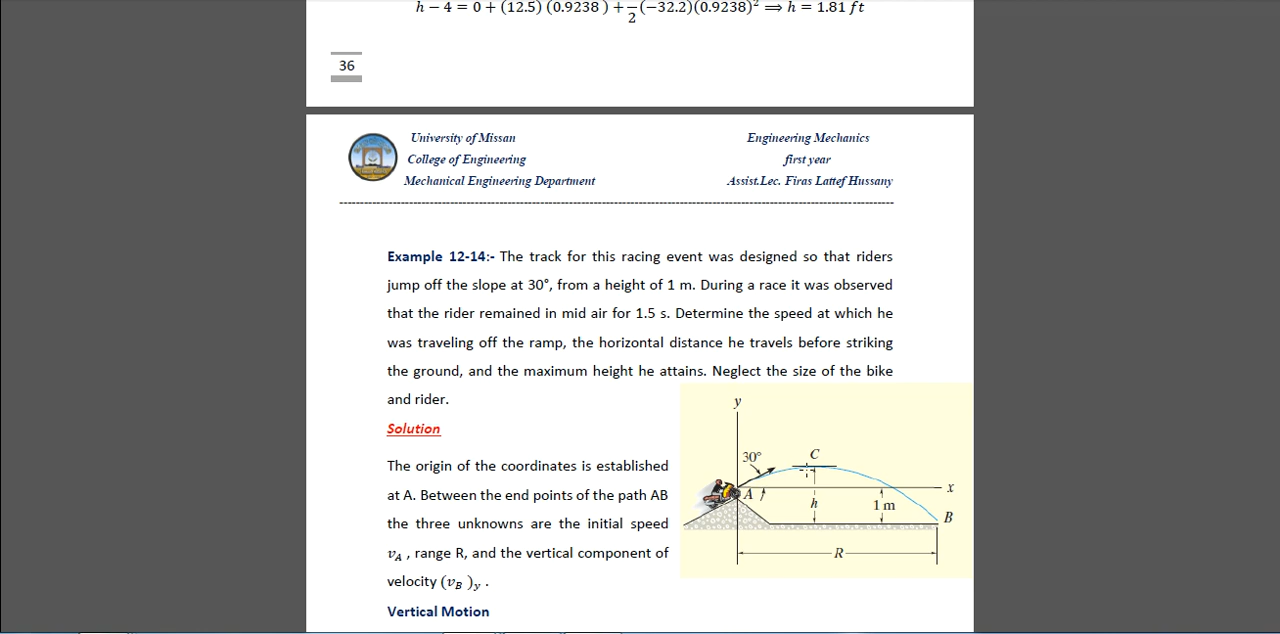 h − 4 = 0 + (12.5) (0.9238 ) + 1/2 (−32.2)(0.9238)² ⟹ h = 1.81 ft
36
University of Missan
Engineering Mechanics
College of Engineering
first year
Mechanical Engineering Department
Assist.Lec. Firas Lattef Hussany
Example 12-14:- The track for this racing event was designed so that riders
jump off the slope at 30°, from a height of 1 m. During a race it was observed
that the rider remained in mid air for 1.5 s. Determine the speed at which he
was traveling off the ramp, the horizontal distance he travels before striking
the ground, and the maximum height he attains. Neglect the size of the bike
and rider.
Solution
The origin of the coordinates is established
at A. Between the end points of the path AB
the three unknowns are the initial speed
v_A , range R, and the vertical component of
velocity (v_B )_y .
Vertical Motion
y
30°
C
A
x
h
1 m
B
R